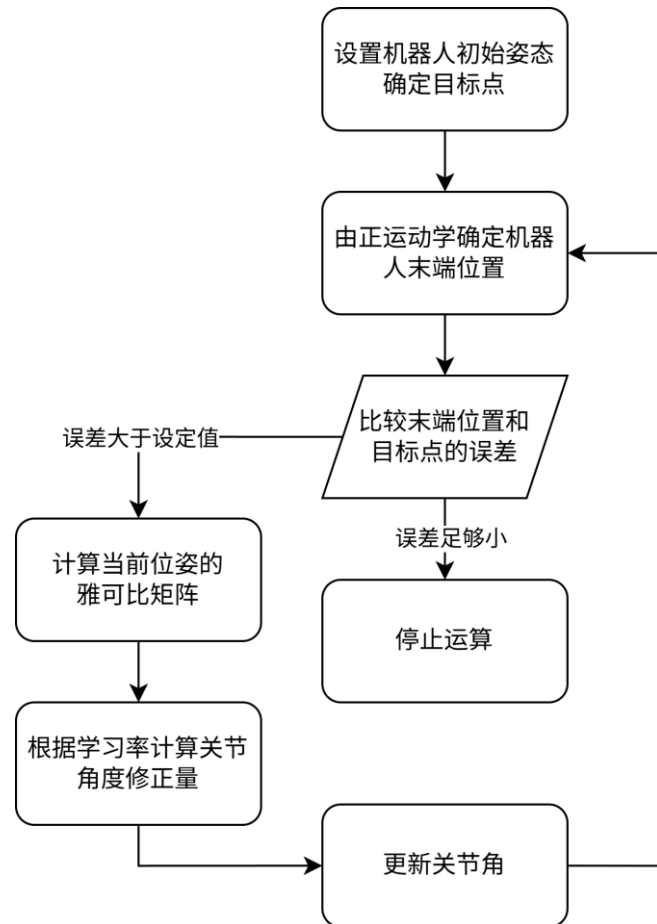 设置机器人初始姿态
确定目标点
由正运动学确定机器
人末端位置
比较末端位置和
目标点的误差
误差大于设定值
误差足够小
计算当前位姿的
雅可比矩阵
停止运算
根据学习率计算关节
角度修正量
更新关节角